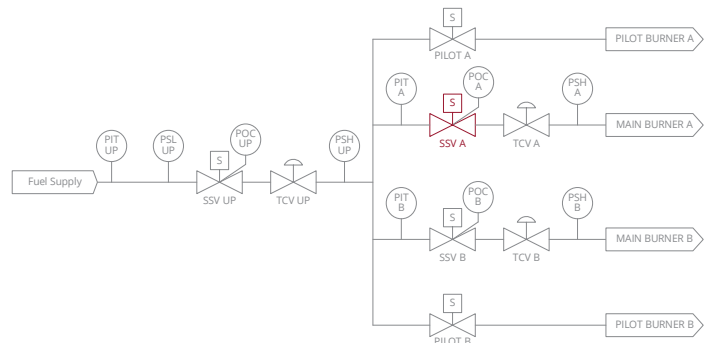 S
PILOT A
PILOT BURNER A
PIT
A
S
POC
A
SSV A
TCV A
PSH
A
MAIN BURNER A
Fuel Supply
PIT
UP
PSL
UP
S
POC
UP
SSV UP
TCV UP
PSH
UP
PIT
B
S
POC
B
SSV B
TCV B
PSH
B
MAIN BURNER B
S
PILOT B
PILOT BURNER B